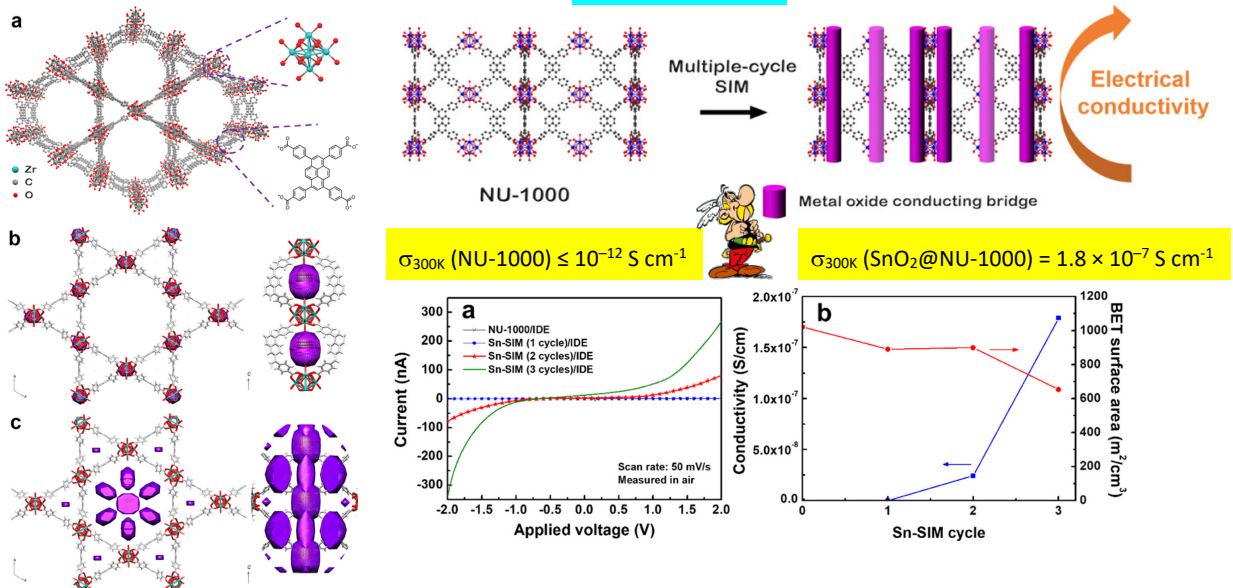 a
Zr
C
O
b
c
Multiple-cycle
SIM
NU-1000
Electrical
conductivity
Metal oxide conducting bridge
σ300K (NU-1000) ≤ 10⁻¹² S cm⁻¹
σ300K (SnO₂@NU-1000) = 1.8 × 10⁻⁷ S cm⁻¹
a
NU-1000/IDE
Sn-SIM (1 cycle)/IDE
Sn-SIM (2 cycles)/IDE
Sn-SIM (3 cycles)/IDE
Current (nA)
300
200
100
0
-100
-200
-300
Scan rate: 50 mV/s
Measured in air
-2.0 -1.5 -1.0 -0.5 0.0 0.5 1.0 1.5 2.0
Applied voltage (V)
b
Conductivity (S/cm)
2.0x10⁻⁷
1.5x10⁻⁷
1.0x10⁻⁷
5.0x10⁻⁸
0.0
0 1 2 3
Sn-SIM cycle
1200
1000
800
600
400
200
0
BET surface area (m²/cm³)